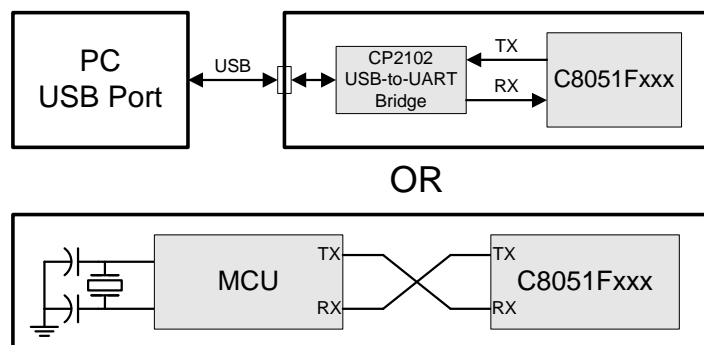 PC
USB Port
USB
CP2102
USB-to-UART
Bridge
TX
RX
C8051Fxxx
OR
MCU
TX
RX
TX
RX
C8051Fxxx